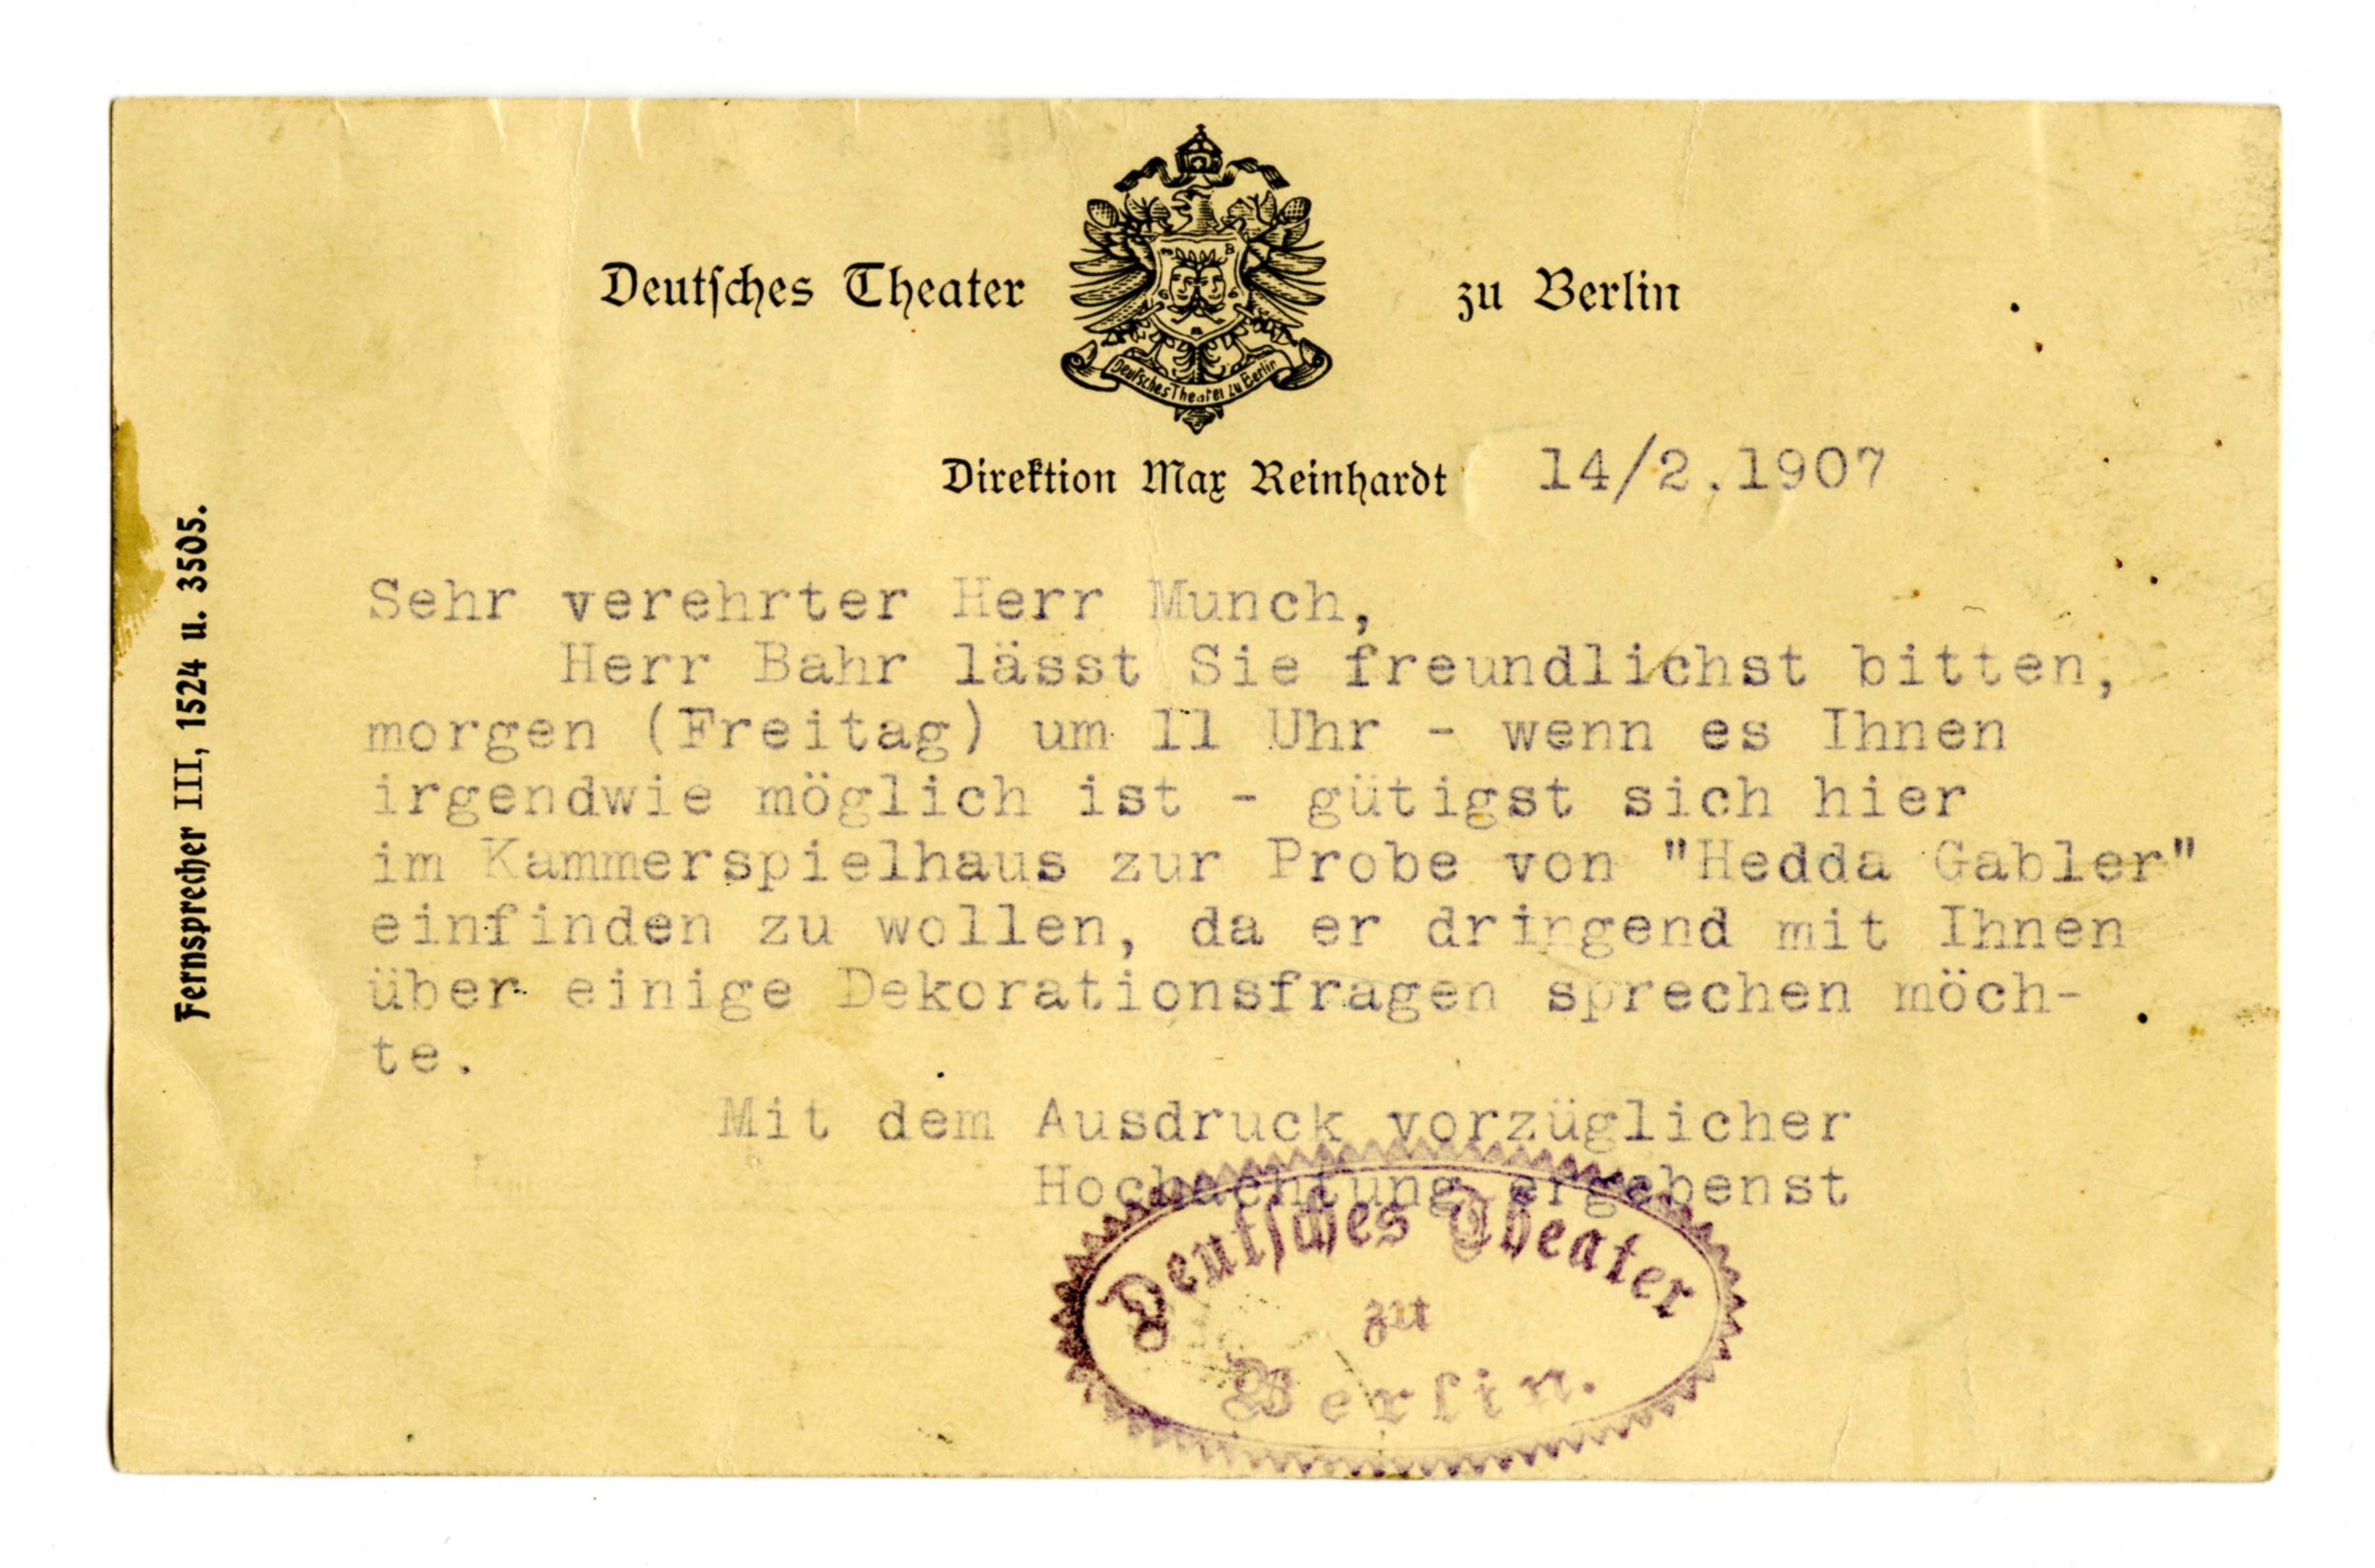 Deutsches Theater zu Berlin
Deutsches Theater zu Berlin
Direktion Max Reinhardt 14/2.1907
Fernsprecher III, 1524 u. 3505.
Sehr verehrter Herr Munch,
Herr Bahr lässt Sie freundlichst bitten,
morgen (Freitag) um 11 Uhr - wenn es Ihnen
irgendwie möglich ist - gütigst sich hier
im Kammerspielhaus zur Probe von "Hedda Gabler"
einfinden zu wollen, da er dringend mit Ihnen
über einige Dekorationsfragen sprechen möch-
te.
Mit dem Ausdruck vorzüglicher
Hochachtung ergebenst
Deutsches Theater
zu
Berlin.